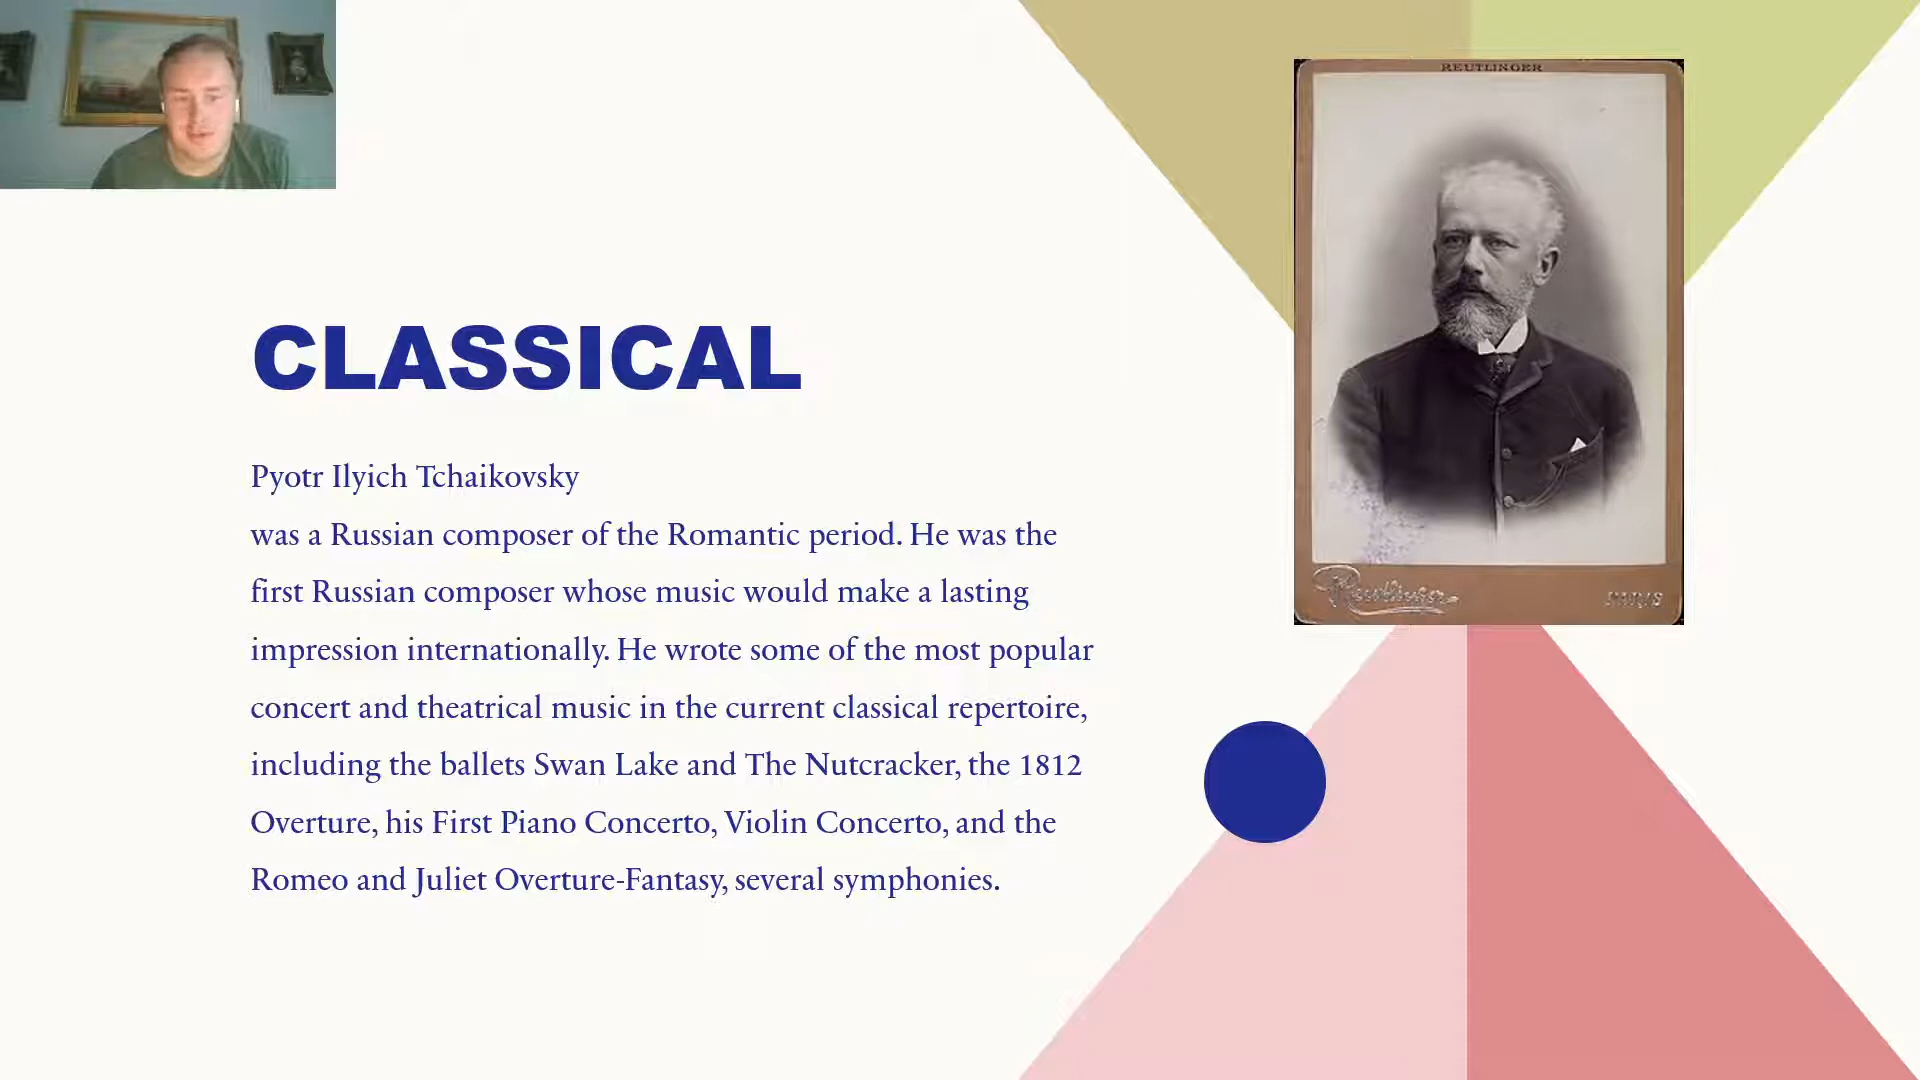 REUTLINGER
CLASSICAL
Pyotr Ilyich Tchaikovsky
was a Russian composer of the Romantic period. He was the
first Russian composer whose music would make a lasting
impression internationally. He wrote some of the most popular
concert and theatrical music in the current classical repertoire,
including the ballets Swan Lake and The Nutcracker, the 1812
Overture, his First Piano Concerto, Violin Concerto, and the
Romeo and Juliet Overture-Fantasy, several symphonies.
Reutlinger
PARIS